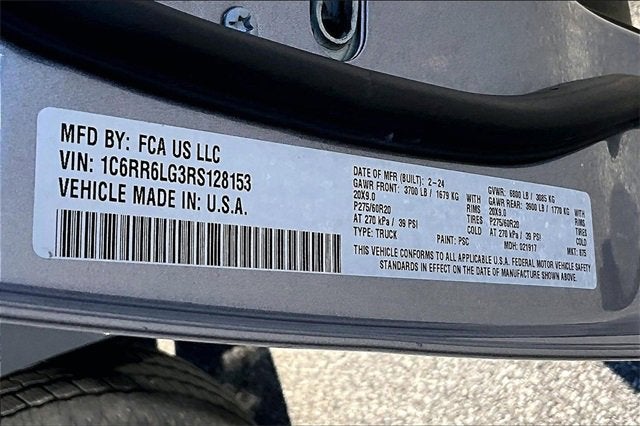 MFD BY: FCA US LLC
VIN: 1C6RR6LG3RS128153
VEHICLE MADE IN: U.S.A.
DATE OF MFR (BUILT): 2-24 GVWR: 6800 LB / 3085 KG
GAWR FRONT: 3700 LB / 1679 KG GAWR REAR: 3900 LB / 1770 KG
20X9.0 RIMS 20X9.0 RIMS
P275/60R20 TIRES P275/60R20 TIRES
AT 270 kPa / 39 PSI COLD AT 270 kPa / 39 PSI COLD
TYPE: TRUCK PAINT: PSC MDH: 021917 MKT: 875
THIS VEHICLE CONFORMS TO ALL APPLICABLE U.S.A. FEDERAL MOTOR VEHICLE SAFETY
STANDARDS IN EFFECT ON THE DATE OF MANUFACTURE SHOWN ABOVE.